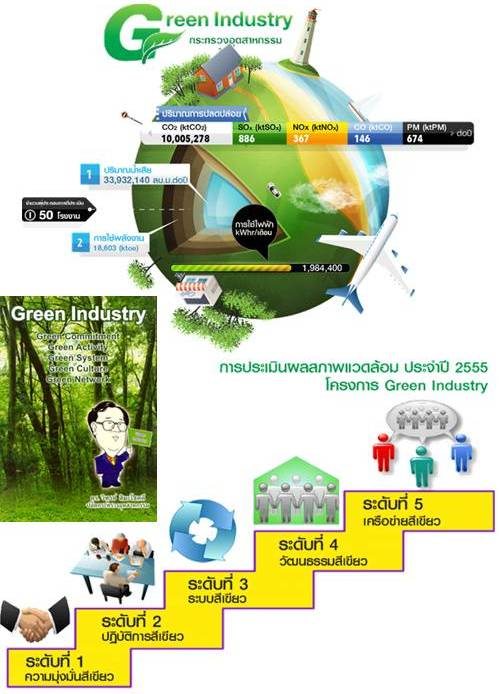 Green Industry
กระทรวงอุตสาหกรรม
ปริมาณการปลดปล่อย
CO₂ (ktCO₂) SOx (ktSOx) NOx (ktNOx) CO (ktCO) PM (ktPM)
10,005,278 886 367 146 674 > ต่อปี
1 ปริมาณน้ำเสีย
33,932,140 ลบ.ม.ต่อปี
50 โรงงาน
2 การใช้พลังงาน
18,603 (ktoe)
การใช้ไฟฟ้า
kWhr/เดือน
1,984,400
Green Industry
Green Commitment
Green Activity
Green System
Green Culture
Green Network
การประเมินผลสภาพแวดล้อม ประจำปี 2555
โครงการ Green Industry
ระดับที่ 5
เครือข่ายสีเขียว
ระดับที่ 4
วัฒนธรรมสีเขียว
ระดับที่ 3
ระบบสีเขียว
ระดับที่ 2
ปฏิบัติการสีเขียว
ระดับที่ 1
ความมุ่งมั่นสีเขียว